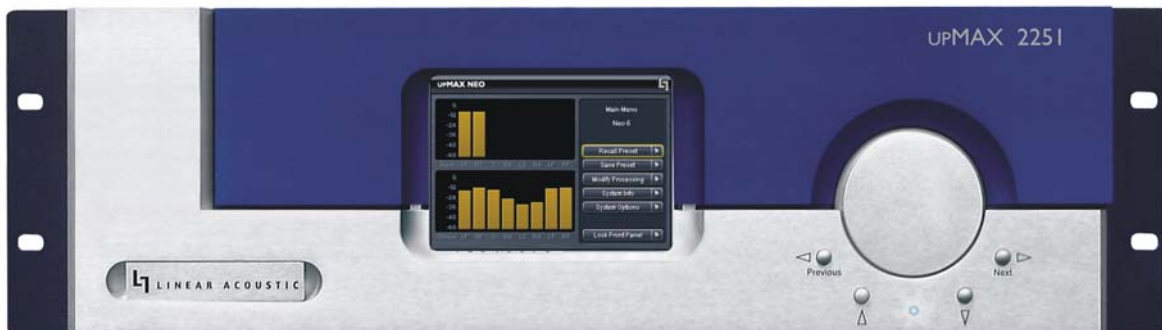 UPMAX 2251
UPMAX NEO
Main Menu
Neo 6
Recall Preset
Save Preset
Modify Processing
System Info
System Options
Lock Front Panel
LINEAR ACOUSTIC
Previous
Next